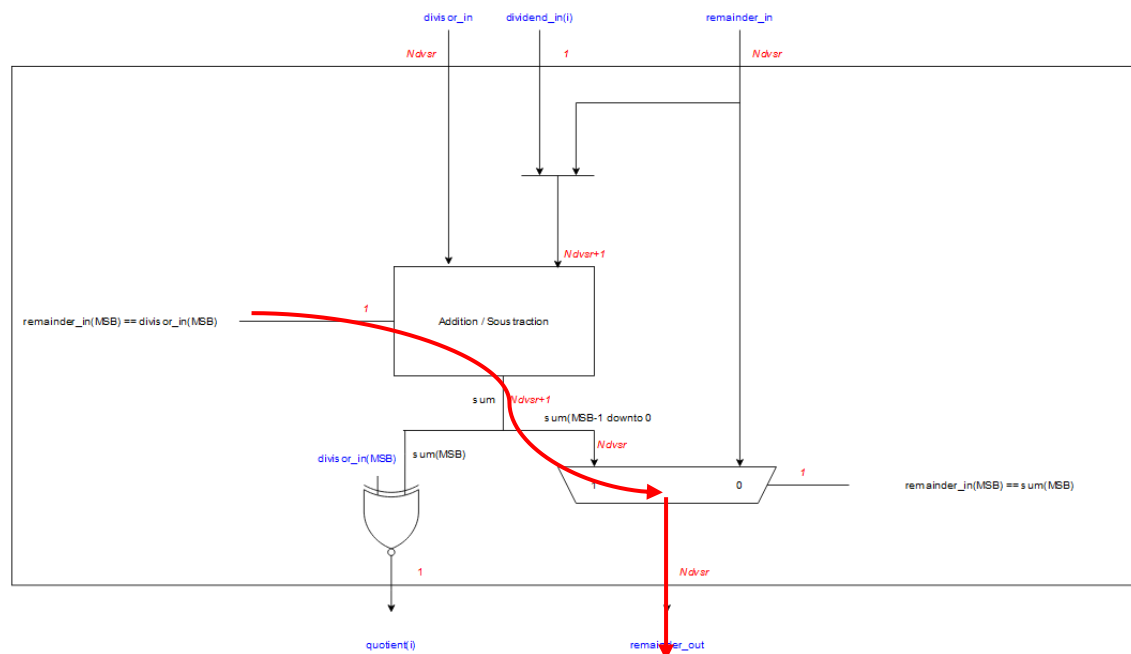 divisor_in
dividend_in(i)
remainder_in
Ndvsr
1
Ndvsr
Ndvsr+1
1
remainder_in(MSB) == divisor_in(MSB)
Addition / Soustraction
sum
Ndvsr+1
sum(MSB-1 downto 0
Ndvsr
divisor_in(MSB)
sum(MSB)
1
0
1
remainder_in(MSB) == sum(MSB)
1
Ndvsr
quotient(i)
remainder_out